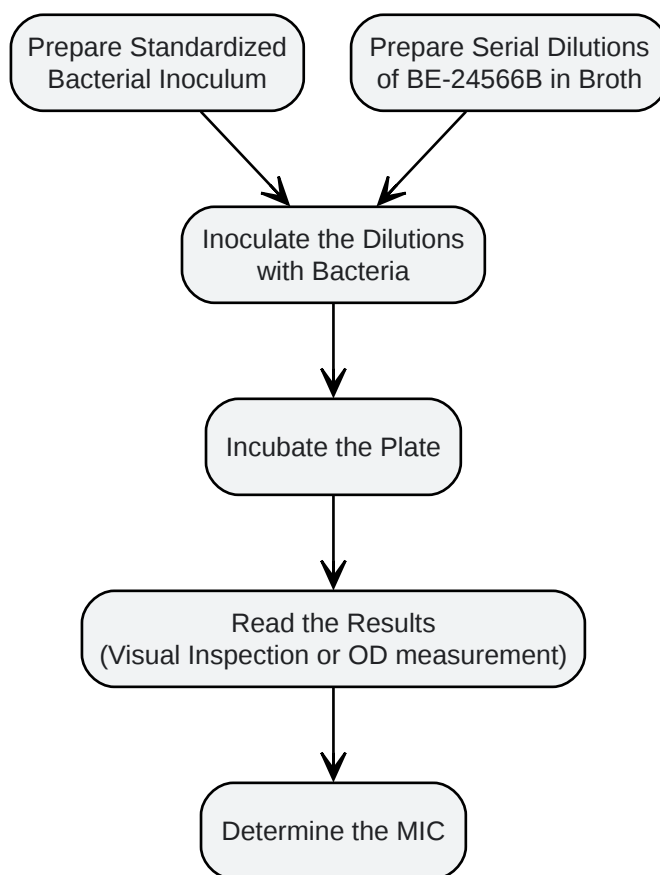 Prepare Standardized
Bacterial Inoculum
Prepare Serial Dilutions
of BE-24566B in Broth
Inoculate the Dilutions
with Bacteria
Incubate the Plate
Read the Results
(Visual Inspection or OD measurement)
Determine the MIC